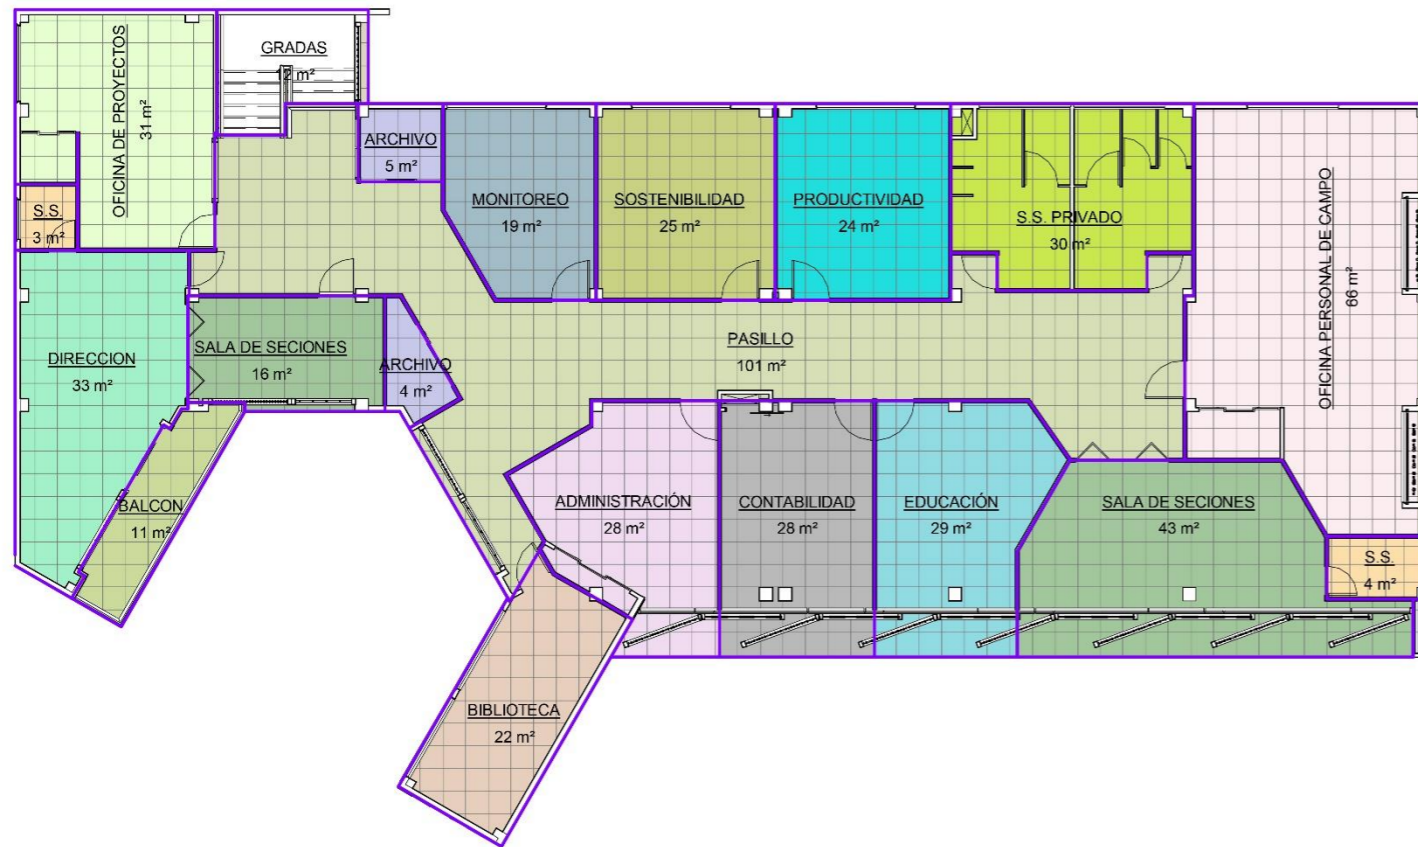 OFICINA DE PROYECTOS
31 m²
GRADAS
12 m²
ARCHIVO
5 m²
MONITOREO
19 m²
SOSTENIBILIDAD
25 m²
PRODUCTIVIDAD
24 m²
S.S. PRIVADO
30 m²
OFICINA PERSONAL DE CAMPO
66 m²
S.S.
3 m²
DIRECCION
33 m²
SALA DE SECIONES
16 m²
ARCHIVO
4 m²
PASILLO
101 m²
BALCON
11 m²
ADMINISTRACIÓN
28 m²
CONTABILIDAD
28 m²
EDUCACIÓN
29 m²
SALA DE SECIONES
43 m²
S.S.
4 m²
BIBLIOTECA
22 m²